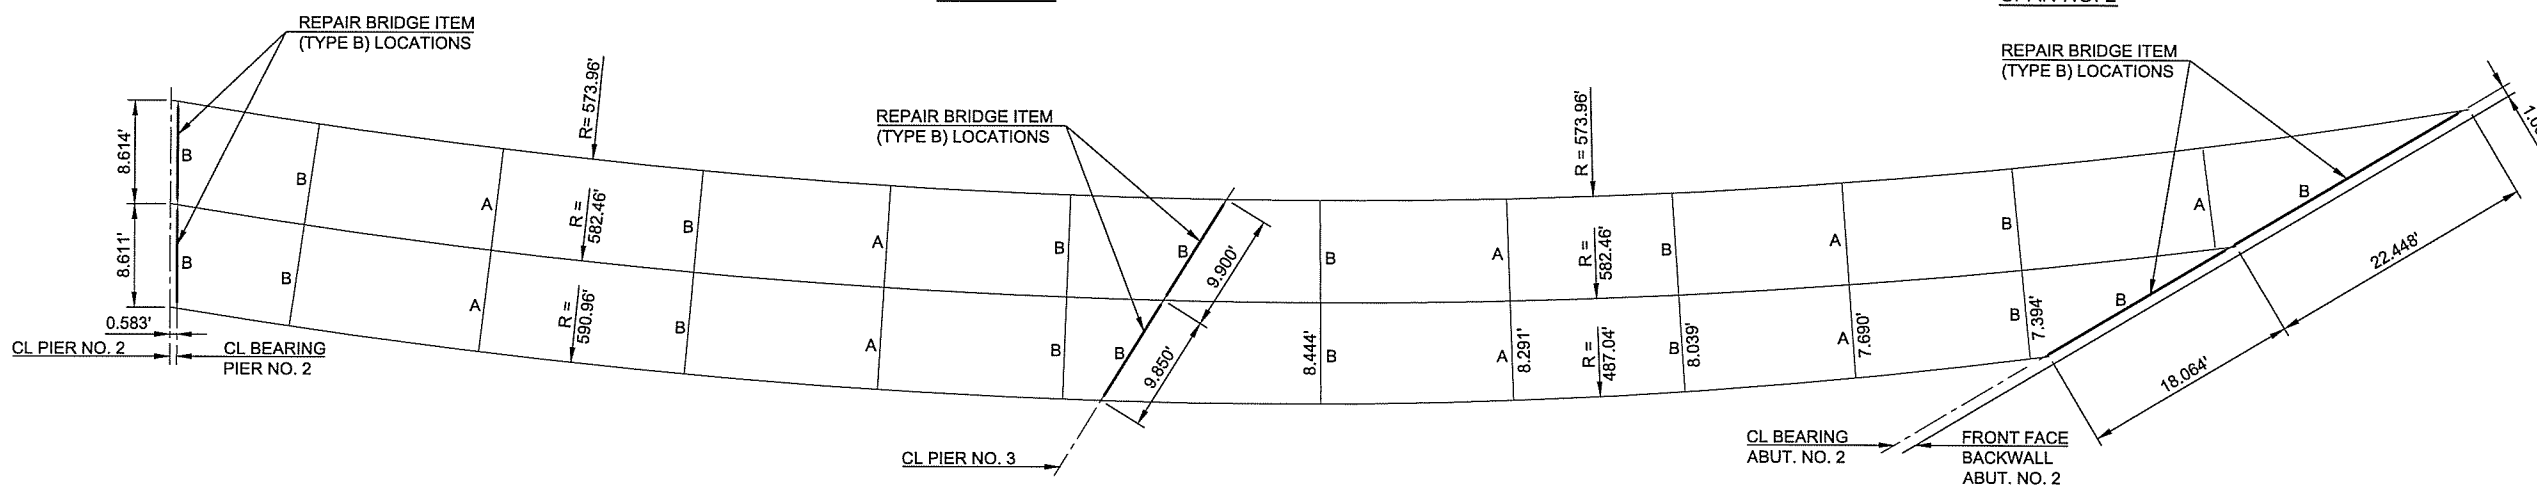 REPAIR BRIDGE ITEM
(TYPE B) LOCATIONS
R= 573.96'
REPAIR BRIDGE ITEM
(TYPE B) LOCATIONS
R = 573.96'
REPAIR BRIDGE ITEM
(TYPE B) LOCATIONS
8.614'
8.611'
B
B
B
B
A
A
R =
582.46'
R =
590.96'
B
B
A
A
B
B
B
B
9.900'
9.850'
8.444'
B
B
A
A
8.291'
R =
582.46'
R =
487.04'
B
B
8.039'
A
A
7.690'
B
B
7.394'
A
B
B
22.448'
18.064'
0.583'
CL PIER NO. 2
CL BEARING
PIER NO. 2
CL PIER NO. 3
CL BEARING
ABUT. NO. 2
FRONT FACE
BACKWALL
ABUT. NO. 2